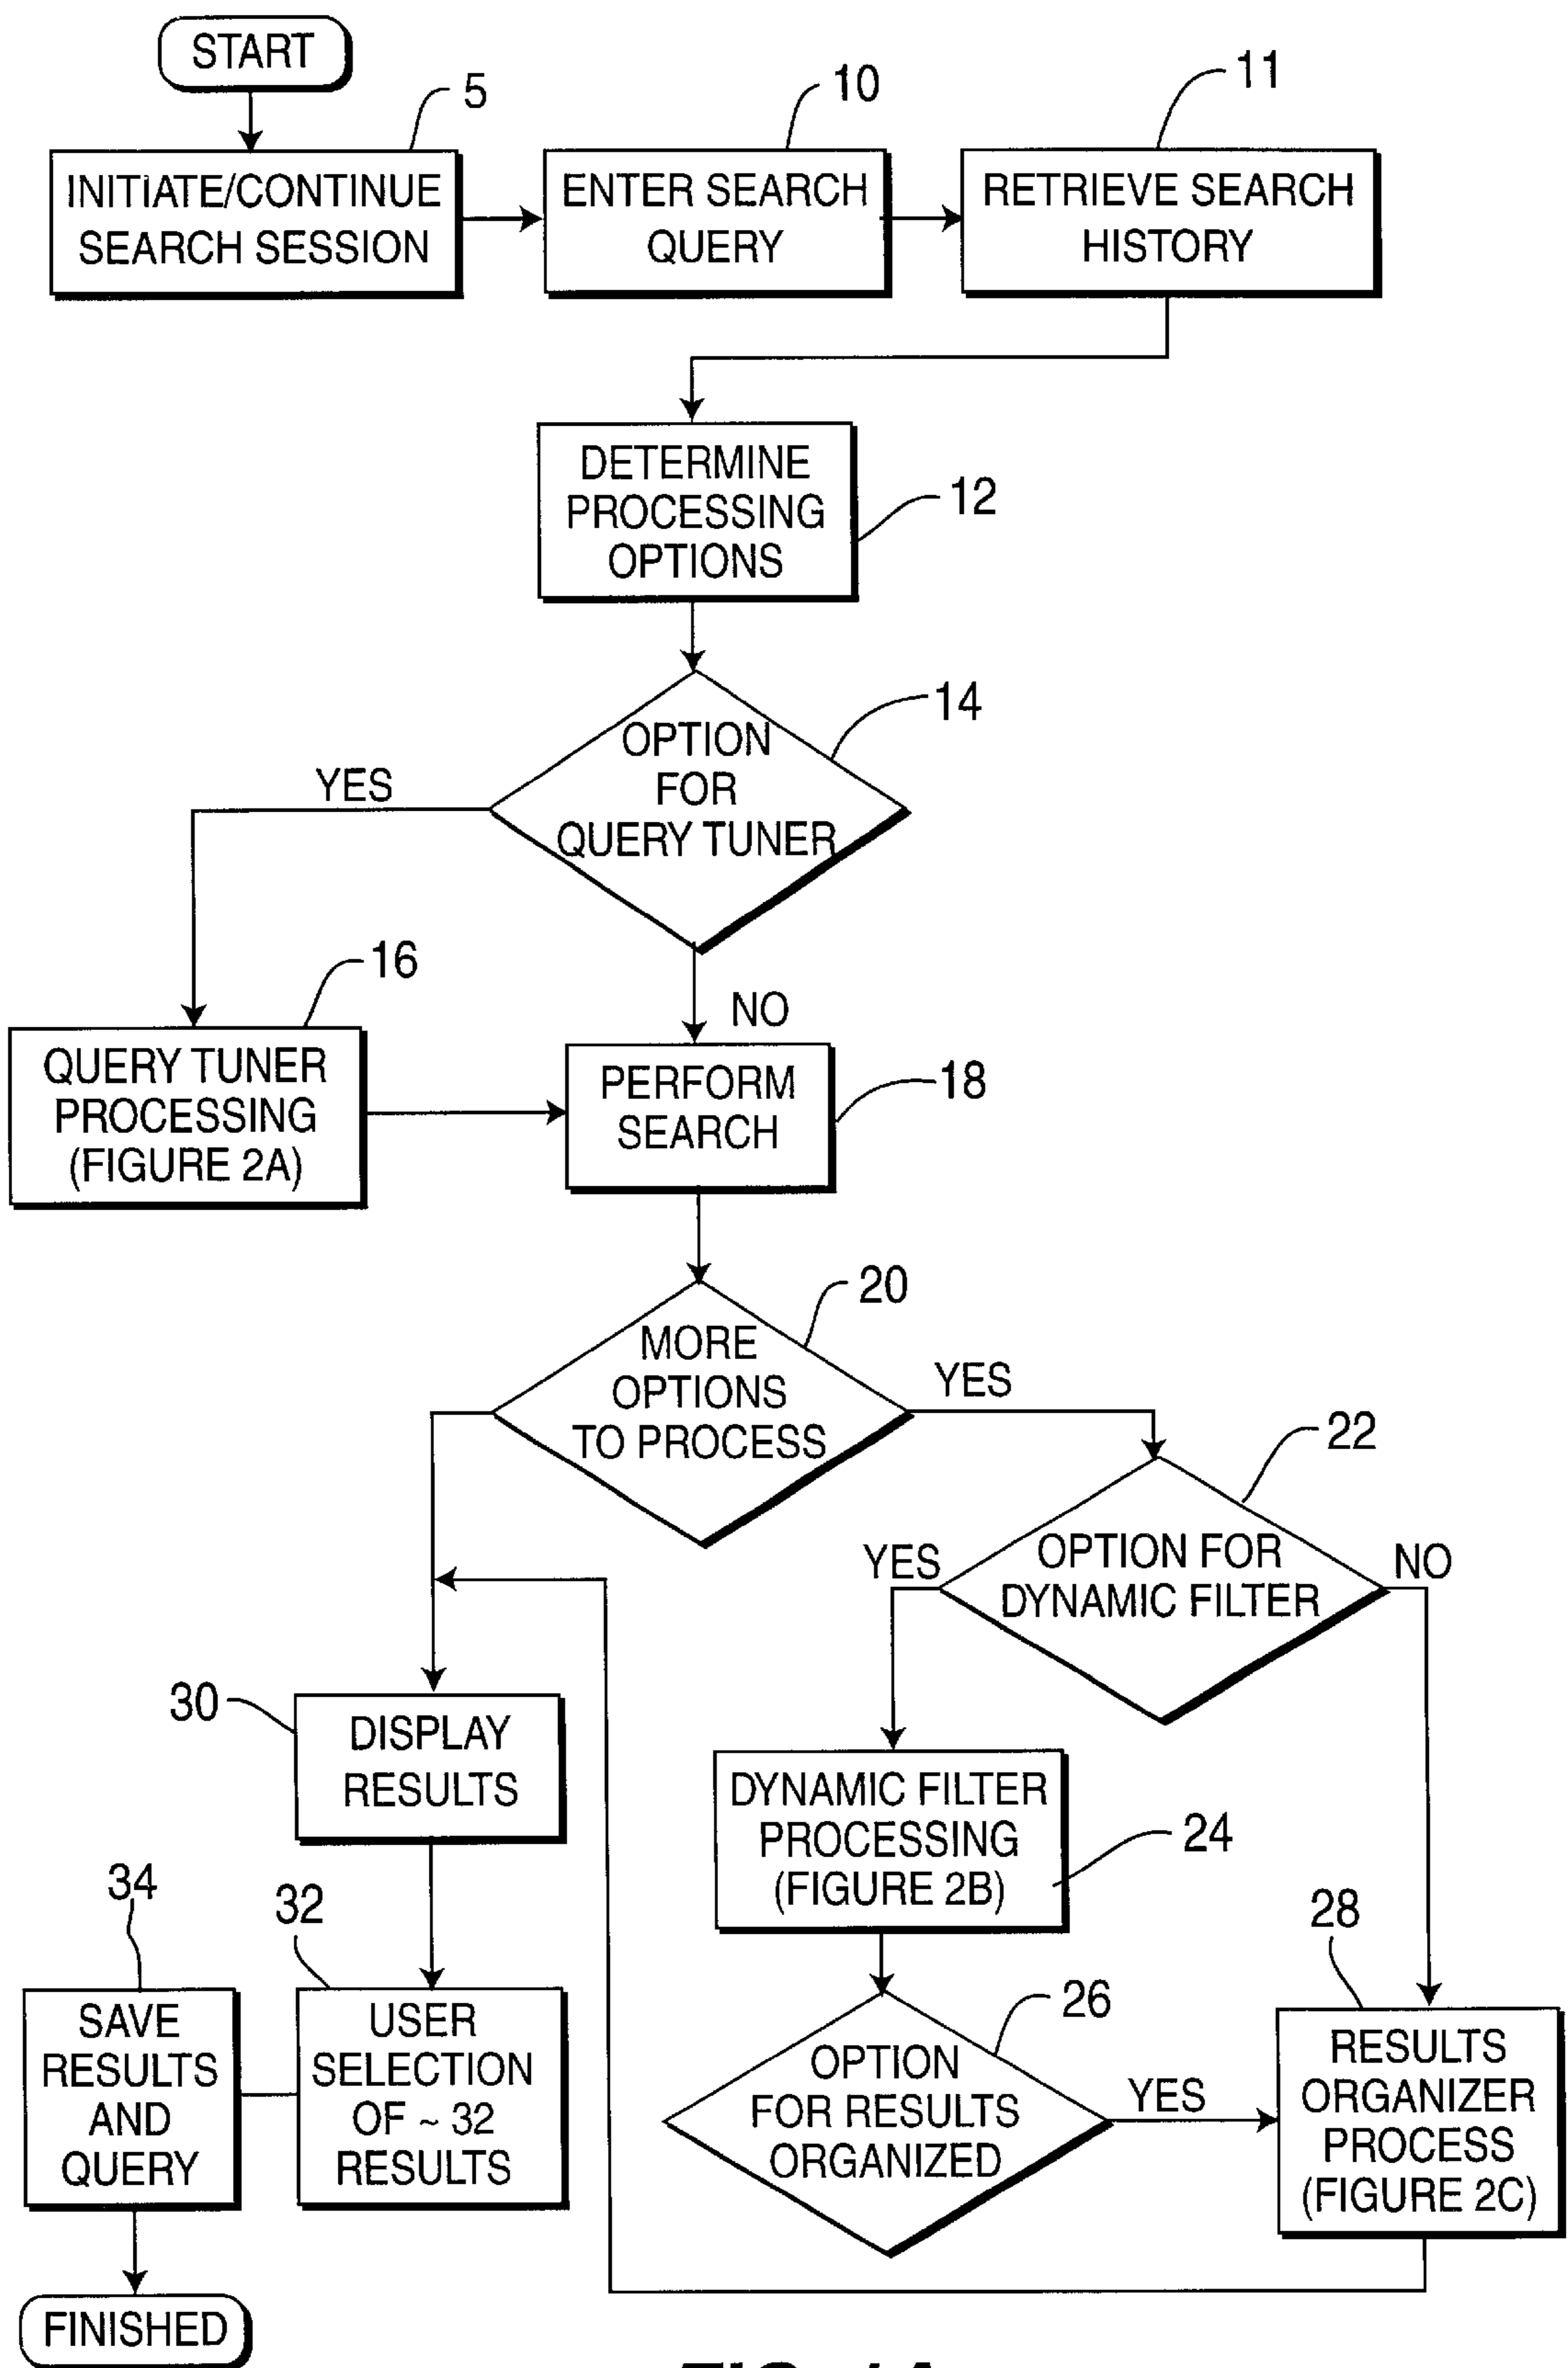 START
5
10
11
INITIATE/CONTINUE
SEARCH SESSION
ENTER SEARCH
QUERY
RETRIEVE SEARCH
HISTORY
DETERMINE
PROCESSING
OPTIONS
12
14
OPTION
FOR
QUERY TUNER
YES
NO
16
QUERY TUNER
PROCESSING
(FIGURE 2A)
PERFORM
SEARCH
18
20
MORE
OPTIONS
TO PROCESS
YES
22
OPTION FOR
DYNAMIC FILTER
YES
NO
30
DISPLAY
RESULTS
DYNAMIC FILTER
PROCESSING
(FIGURE 2B)
24
34
SAVE
RESULTS
AND
QUERY
32
USER
SELECTION
OF ~ 32
RESULTS
26
OPTION
FOR RESULTS
ORGANIZED
YES
28
RESULTS
ORGANIZER
PROCESS
(FIGURE 2C)
FINISHED